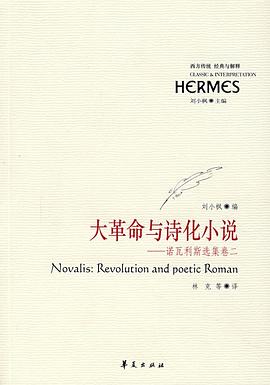 西方传统 经典与解释
CLASSIC & INTERPRETATION
HERMES
刘小枫 主编
刘小枫 编
大革命与诗化小说
——诺瓦利斯选集卷二
Novalis: Revolution and poetic Roman
林 克 等 译
华夏出版社